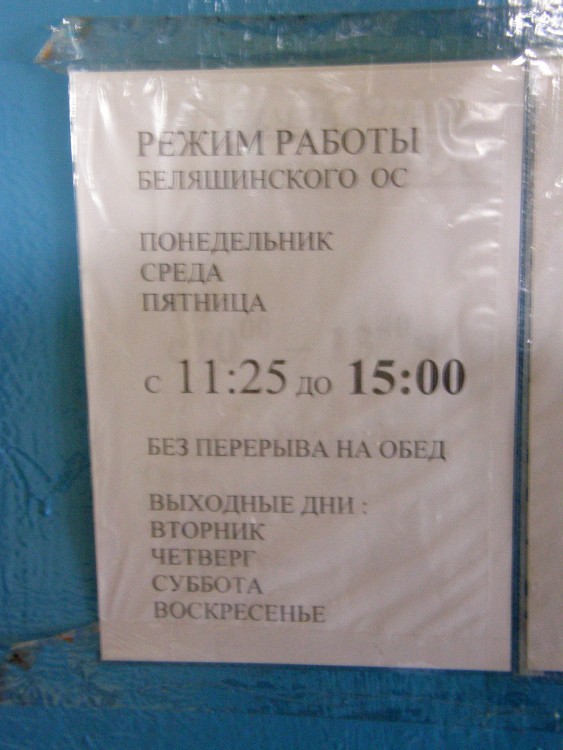 РЕЖИМ РАБОТЫ
БЕЛЯШИНСКОГО ОС
ПОНЕДЕЛЬНИК
СРЕДА
ПЯТНИЦА
С 11:25 ДО 15:00
БЕЗ ПЕРЕРЫВА НА ОБЕД
ВЫХОДНЫЕ ДНИ :
ВТОРНИК
ЧЕТВЕРГ
СУББОТА
ВОСКРЕСЕНЬЕ